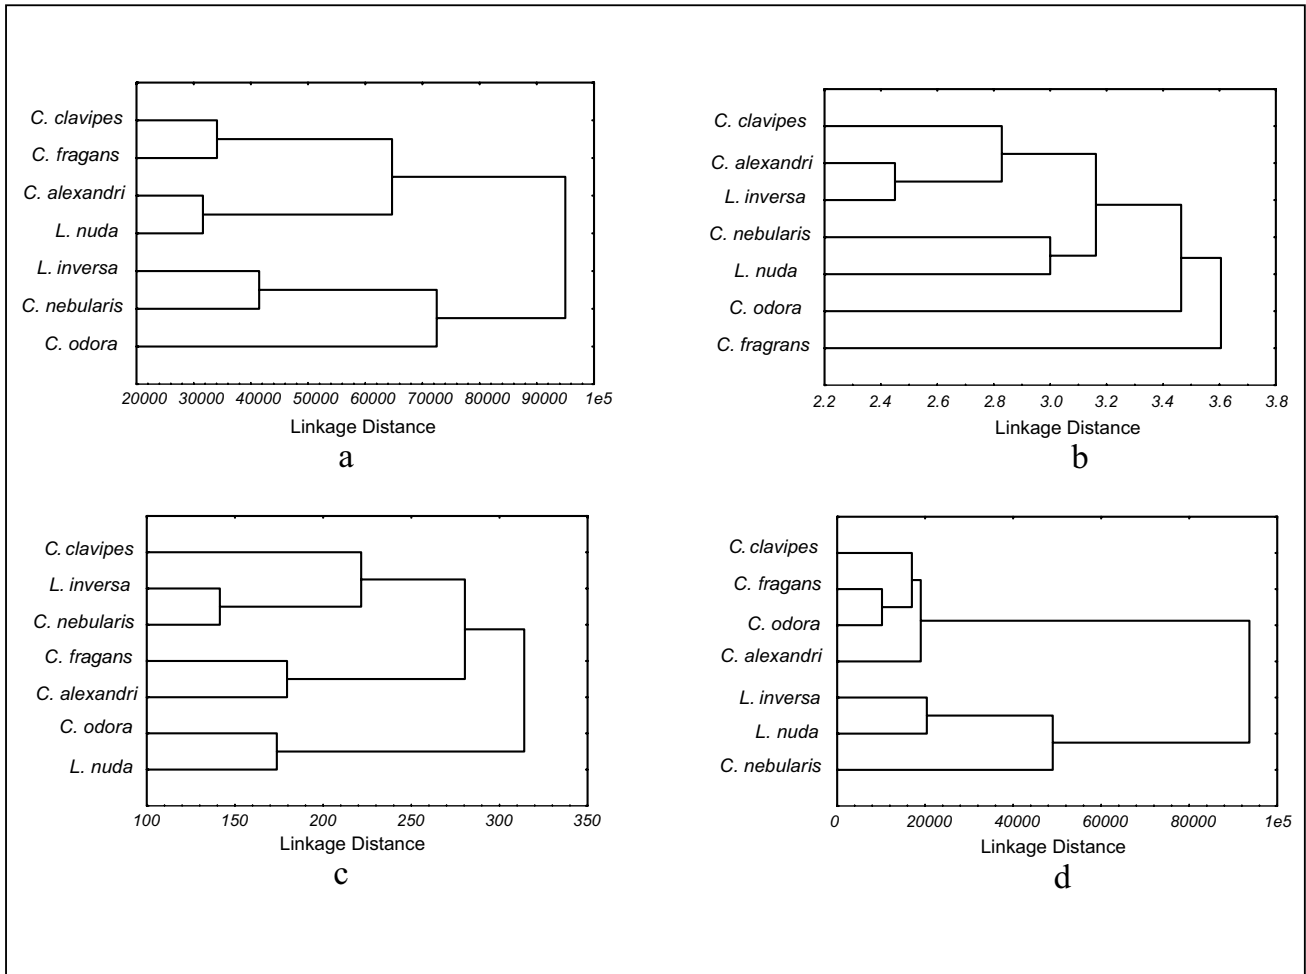 C. clavipes
C. fragans
C. alexandri
L. nuda
L. inversa
C. nebularis
C. odora
20000 30000 40000 50000 60000 70000 80000 90000 1e5
Linkage Distance
a
C. clavipes
C. alexandri
L. inversa
C. nebularis
L. nuda
C. odora
C. fragrans
2.2 2.4 2.6 2.8 3.0 3.2 3.4 3.6 3.8
Linkage Distance
b
C. clavipes
L. inversa
C. nebularis
C. fragans
C. alexandri
C. odora
L. nuda
100 150 200 250 300 350
Linkage Distance
c
C. clavipes
C. fragans
C. odora
C. alexandri
L. inversa
L. nuda
C. nebularis
0 20000 40000 60000 80000 1e5
Linkage Distance
d